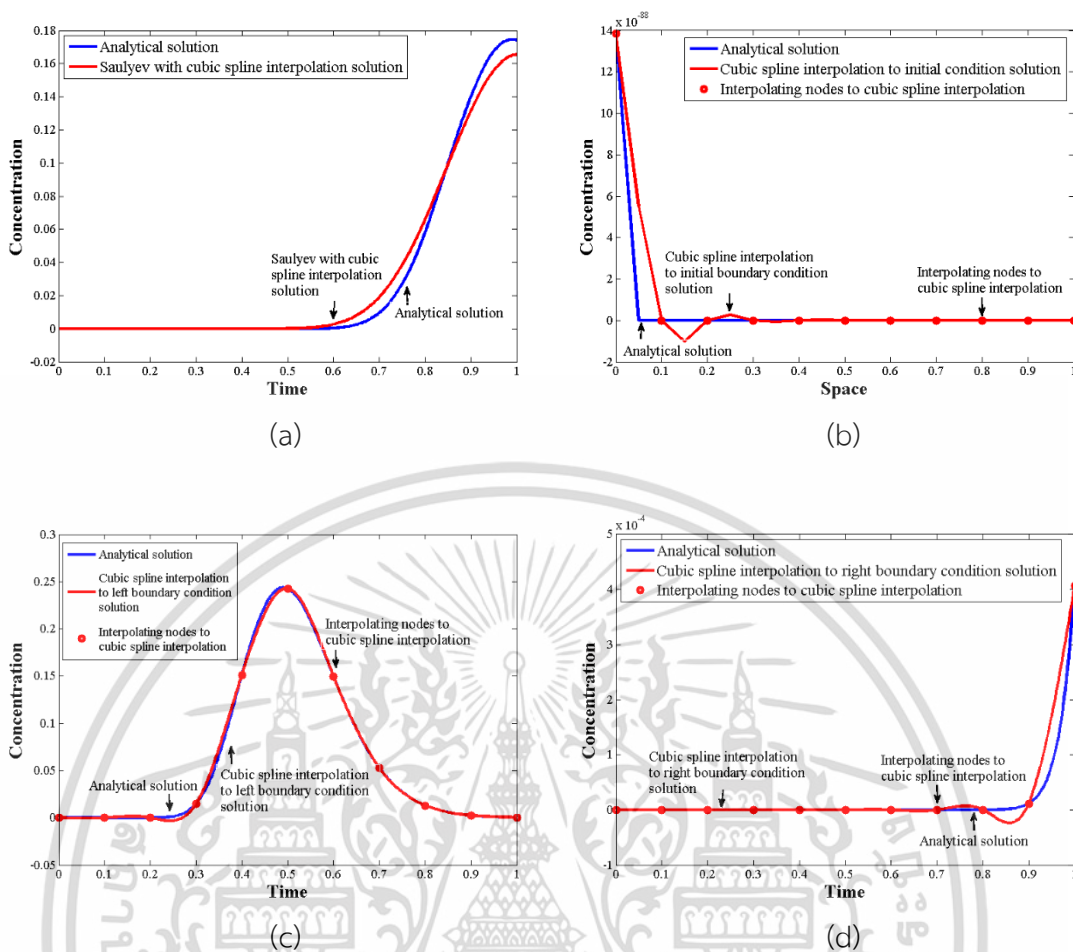 0.18
0.16
0.14
0.12
0.1
0.08
0.06
0.04
0.02
0
-0.02
Concentration
Analytical solution
Saulyev with cubic spline interpolation solution
Saulyev with cubic
spline interpolation
solution
Analytical solution
0 0.1 0.2 0.3 0.4 0.5 0.6 0.7 0.8 0.9 1
Time
(a)
x 10^-88
14
12
10
8
6
4
2
0
-2
Concentration
Analytical solution
Cubic spline interpolation to initial condition solution
Interpolating nodes to cubic spline interpolation
Cubic spline interpolation
to initial boundary condition
solution
Interpolating nodes to
cubic spline interpolation
Analytical solution
0 0.1 0.2 0.3 0.4 0.5 0.6 0.7 0.8 0.9 1
Space
(b)
0.3
0.25
0.2
0.15
0.1
0.05
0
-0.05
Concentration
Analytical solution
Cubic spline interpolation
to left boundary condition
solution
Interpolating nodes to
cubic spline interpolation
Interpolating nodes to
cubic spline interpolation
Analytical solution
Cubic spline interpolation
to left boundary condition
solution
0 0.1 0.2 0.3 0.4 0.5 0.6 0.7 0.8 0.9 1
Time
(c)
x 10^-4
5
4
3
2
1
0
-1
Concentration
Analytical solution
Cubic spline interpolation to right boundary condition solution
Interpolating nodes to cubic spline interpolation
Cubic spline interpolation
to right boundary condition
solution
Interpolating nodes to
cubic spline interpolation
Analytical solution
0 0.1 0.2 0.3 0.4 0.5 0.6 0.7 0.8 0.9 1
Time
(d)